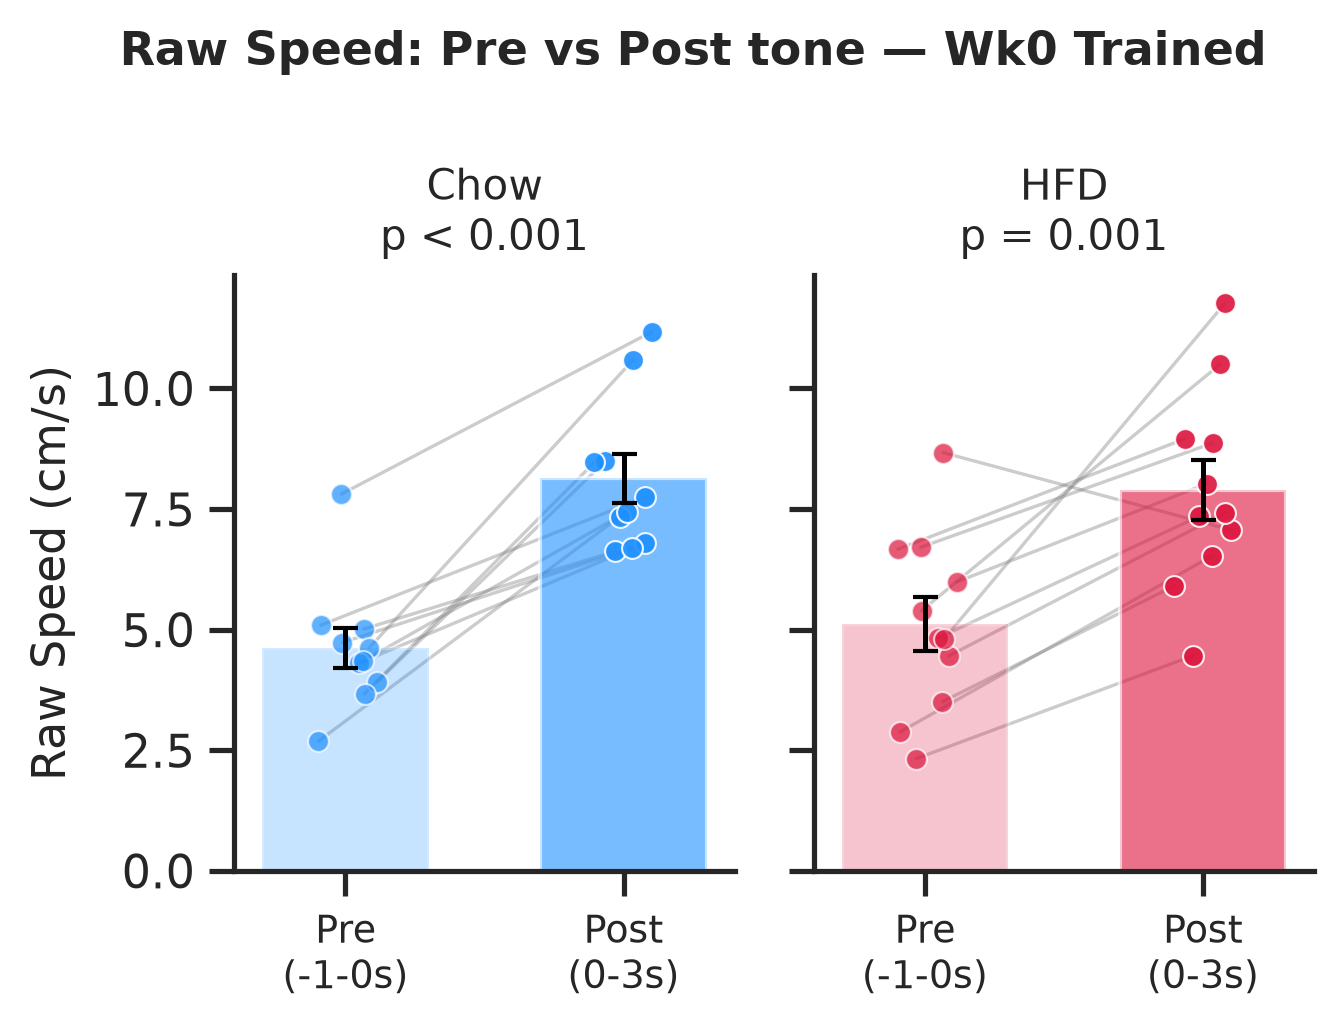 Raw Speed: Pre vs Post tone — Wk0 Trained
Chow
p < 0.001
HFD
p = 0.001
Raw Speed (cm/s)
10.0
7.5
5.0
2.5
0.0
Pre
(-1-0s)
Post
(0-3s)
Pre
(-1-0s)
Post
(0-3s)